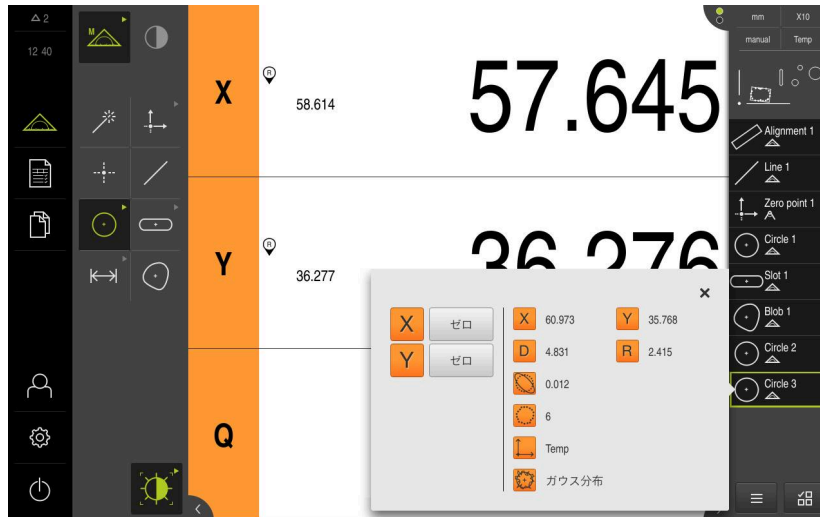 2
12 40
M
X
R
58.614
57.645
Y
R
36.277
36.276
Q
X ゼロ
Y ゼロ
X 60.973 Y 35.768
D 4.831 R 2.415
0.012
6
Temp
ガウス分布
mm X10
manual Temp
Alignment 1
Line 1
Zero point 1
Circle 1
Slot 1
Blob 1
Circle 2
Circle 3